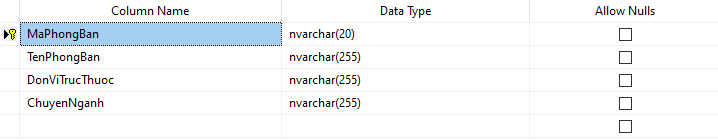 Column Name Data Type Allow Nulls
MaPhongBan nvarchar(20)
TenPhongBan nvarchar(255)
DonViTrucThuoc nvarchar(255)
ChuyenNganh nvarchar(255)